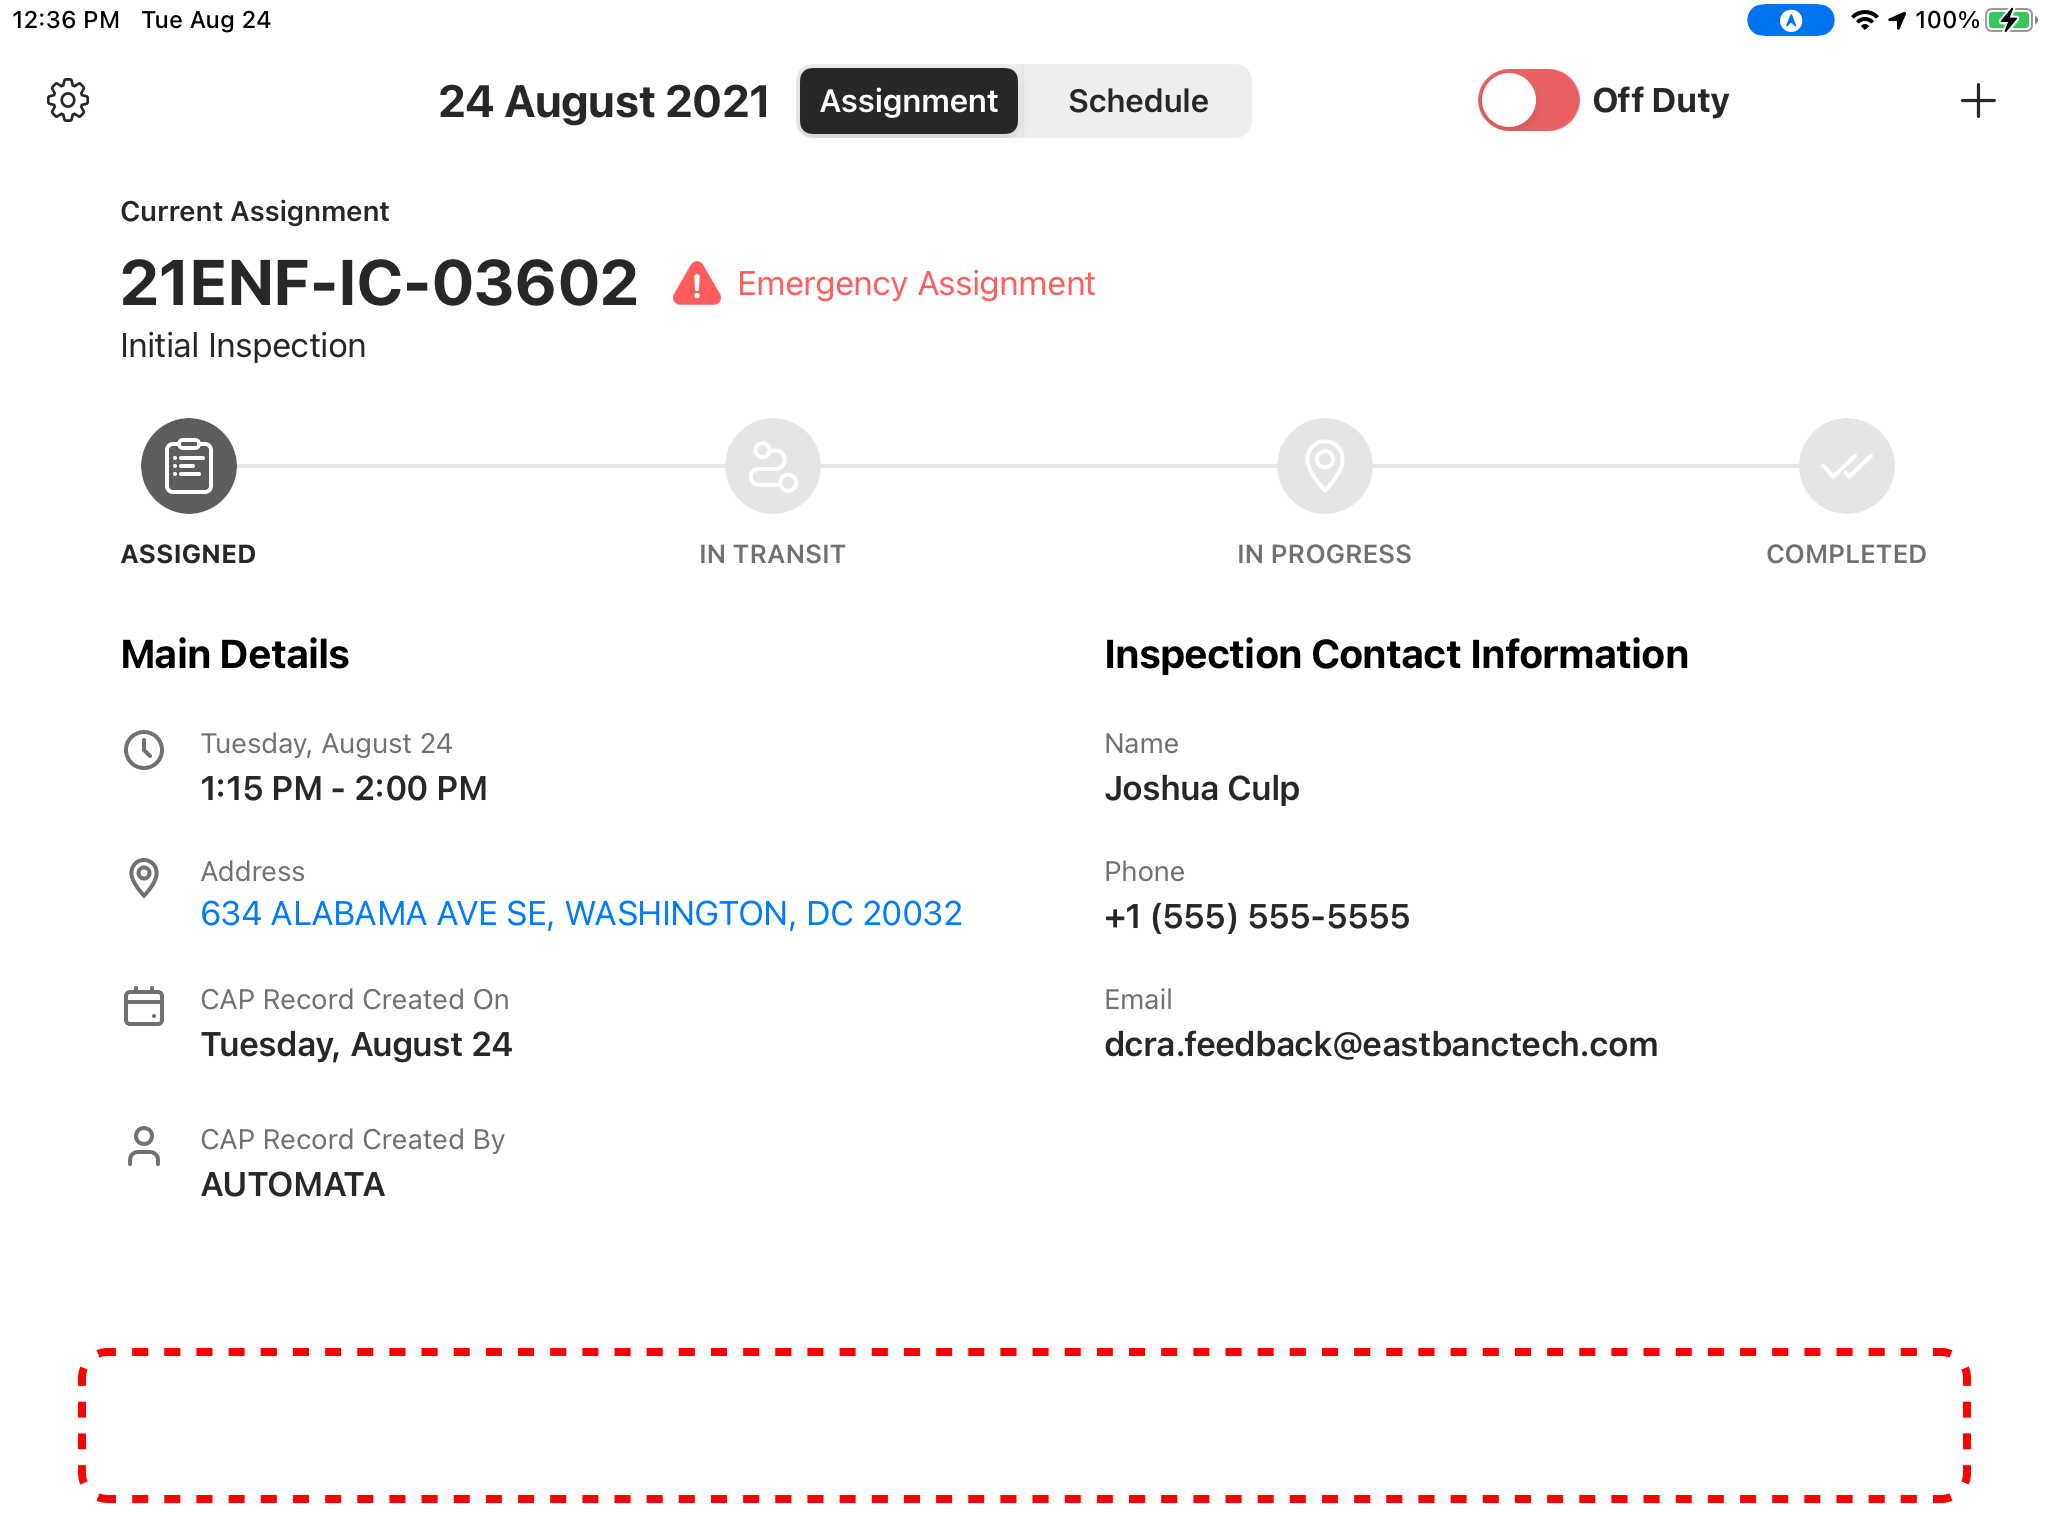 12:36 PM Tue Aug 24
100%
24 August 2021
Assignment
Schedule
Off Duty
Current Assignment
21ENF-IC-03602
Emergency Assignment
Initial Inspection
ASSIGNED
IN TRANSIT
IN PROGRESS
COMPLETED
Main Details
Tuesday, August 24
1:15 PM - 2:00 PM
Address
634 ALABAMA AVE SE, WASHINGTON, DC 20032
CAP Record Created On
Tuesday, August 24
CAP Record Created By
AUTOMATA
Inspection Contact Information
Name
Joshua Culp
Phone
+1 (555) 555-5555
Email
dcra.feedback@eastbanctech.com